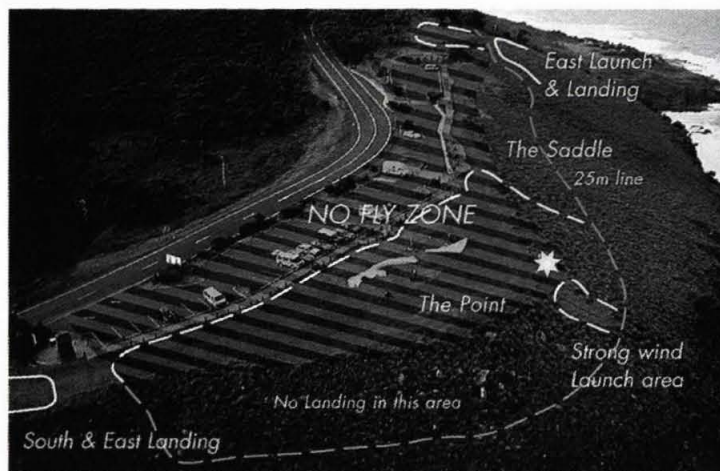 East Launch
& Landing
The Saddle
25m line
NO FLY ZONE
The Point
Strong wind
Launch area
No Landing in this area
South & East Landing